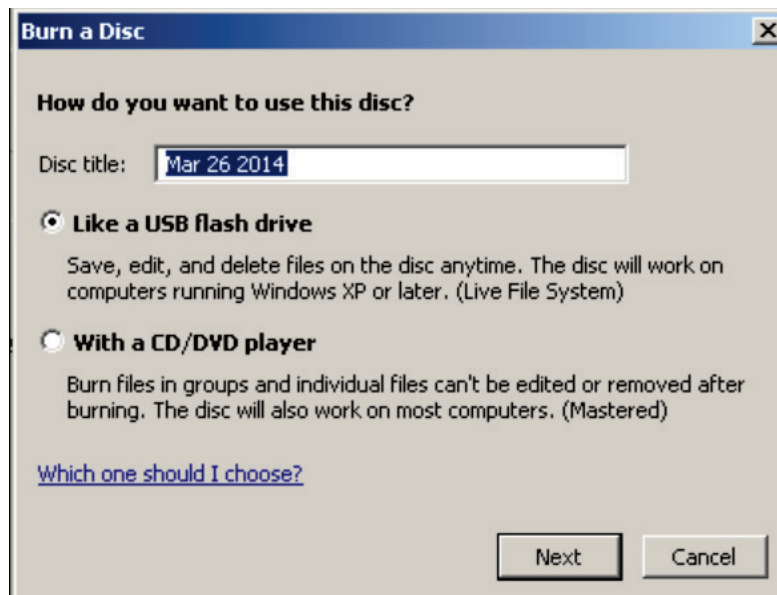 Burn a Disc
How do you want to use this disc?
Disc title: Mar 26 2014
Like a USB flash drive
Save, edit, and delete files on the disc anytime. The disc will work on
computers running Windows XP or later. (Live File System)
With a CD/DVD player
Burn files in groups and individual files can't be edited or removed after
burning. The disc will also work on most computers. (Mastered)
Which one should I choose?
Next Cancel